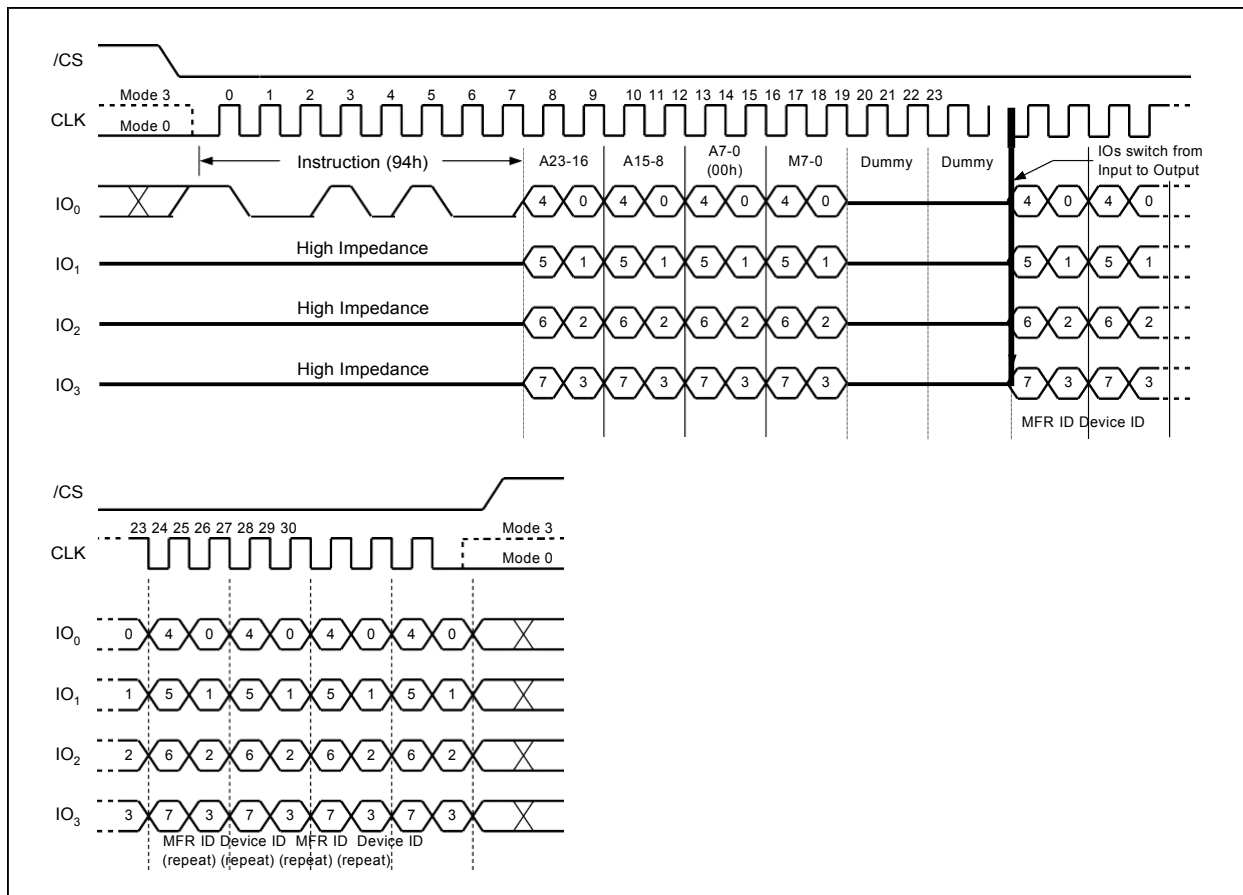 /CS
Mode 3 0 1 2 3 4 5 6 7 8 9 10 11 12 13 14 15 16 17 18 19 20 21 22 23
CLK
Mode 0
Instruction (94h) A23-16 A15-8 A7-0 (00h) M7-0 Dummy Dummy
IOs switch from
Input to Output
IO0 4 0 4 0 4 0 4 0 4 0 4 0
High Impedance
IO1 5 1 5 1 5 1 5 1 5 1 5 1
High Impedance
IO2 6 2 6 2 6 2 6 2 6 2 6 2
High Impedance
IO3 7 3 7 3 7 3 7 3 7 3 7 3
MFR ID Device ID
/CS
23 24 25 26 27 28 29 30 Mode 3
CLK
Mode 0
IO0 0 4 0 4 0 4 0 4 0
IO1 1 5 1 5 1 5 1 5 1
IO2 2 6 2 6 2 6 2 6 2
IO3 3 7 3 7 3 7 3 7 3
MFR ID Device ID MFR ID Device ID
(repeat) (repeat) (repeat) (repeat)